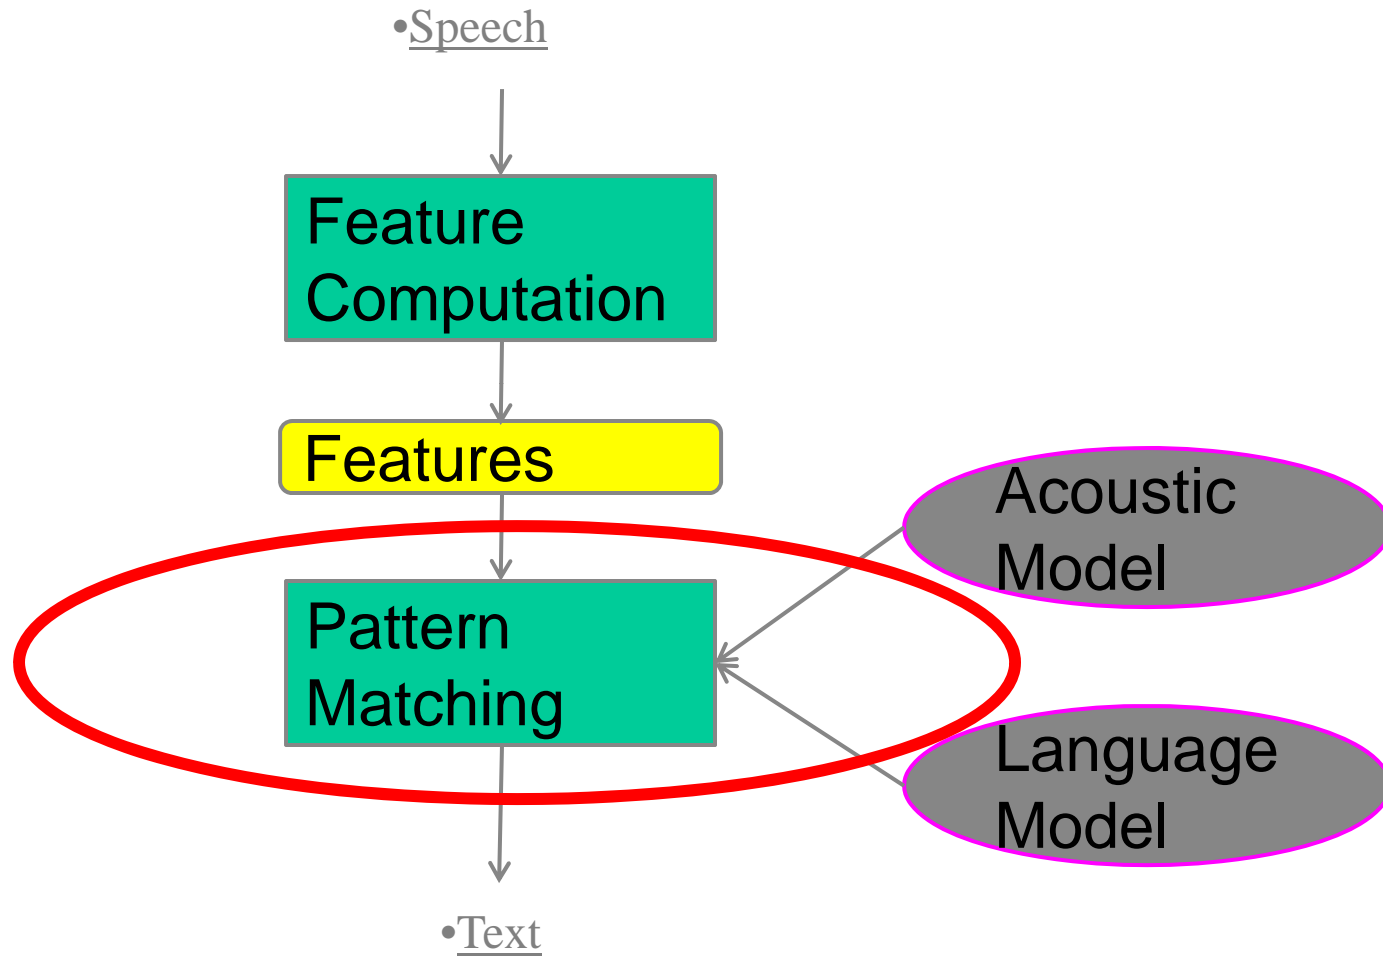 •Speech
Feature
Computation
Features
Acoustic
Model
Pattern
Matching
Language
Model
•Text